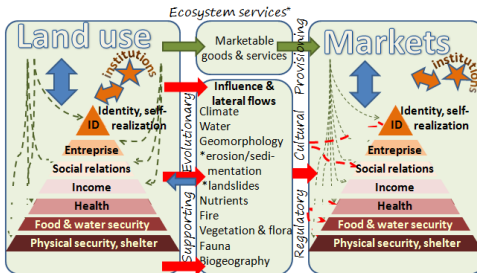 Ecosystem services*
Land use
institutions
ID
Identity, self-
realization
Entreprise
Social relations
Income
Health
Food & water security
Physical security, shelter
Evolutionary
Supporting
Marketable
goods & services
Influence &
lateral flows
Climate
Water
Geomorphology
*erosion/sedi-
mentation
*landslides
Nutrients
Fire
Vegetation & flora
Fauna
Biogeography
Provisioning
Cultural
Regulatory
Markets
institutions
ID
Identity, self-
realization
Entreprise
Social relations
Income
Health
Food & water security
Physical security, shelter